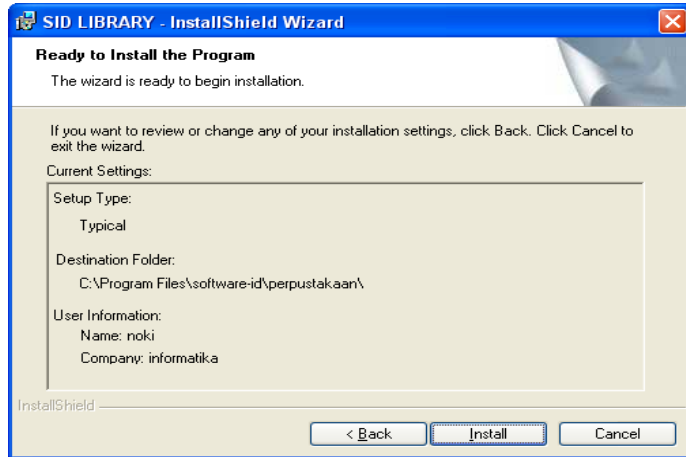 SID LIBRARY - InstallShield Wizard
Ready to Install the Program
The wizard is ready to begin installation.
If you want to review or change any of your installation settings, click Back. Click Cancel to
exit the wizard.
Current Settings:
Setup Type:
Typical
Destination Folder:
C:\Program Files\software-id\perpustakaan\
User Information:
Name: noki
Company: informatika
InstallShield
< Back
Install
Cancel